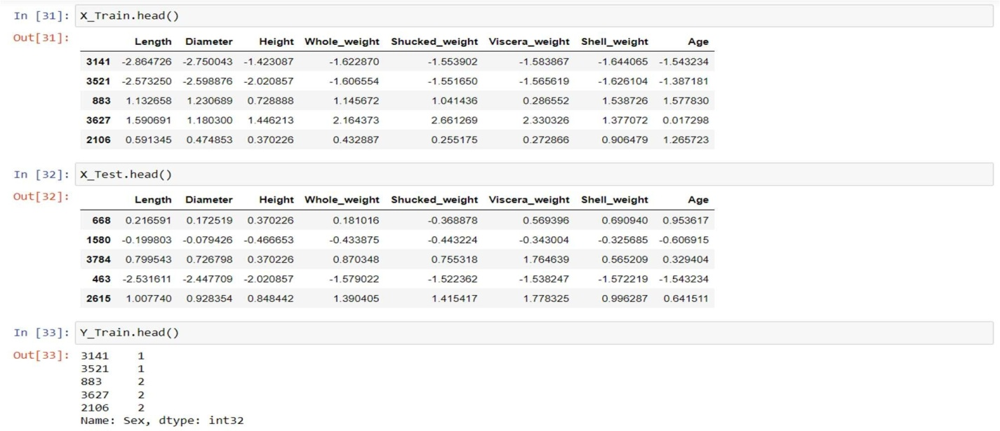 In [31]: X_Train.head()
Out[31]:
Length Diameter Height Whole_weight Shucked_weight Viscera_weight Shell_weight Age
3141 -2.864726 -2.750043 -1.423087 -1.622870 -1.553902 -1.583867 -1.644065 -1.543234
3521 -2.573250 -2.598876 -2.020857 -1.606554 -1.551650 -1.565619 -1.626104 -1.387181
883 1.132658 1.230689 0.728888 1.145672 1.041436 0.286552 1.538726 1.577830
3627 1.590691 1.180300 1.446213 2.164373 2.661269 2.330326 1.377072 0.017298
2106 0.591345 0.474853 0.370226 0.432887 0.255175 0.272866 0.906479 1.265723
In [32]: X_Test.head()
Out[32]:
Length Diameter Height Whole_weight Shucked_weight Viscera_weight Shell_weight Age
668 0.216591 0.172519 0.370226 0.181016 -0.368878 0.569396 0.690940 0.953617
1580 -0.199803 -0.079426 -0.466653 -0.433875 -0.443224 -0.343004 -0.325685 -0.606915
3784 0.799543 0.726798 0.370226 0.870348 0.755318 1.764639 0.565209 0.329404
463 -2.531611 -2.447709 -2.020857 -1.579022 -1.522362 -1.538247 -1.572219 -1.543234
2615 1.007740 0.928354 0.848442 1.390405 1.415417 1.778325 0.996287 0.641511
In [33]: Y_Train.head()
Out[33]: 3141 1
3521 1
883 2
3627 2
2106 2
Name: Sex, dtype: int32